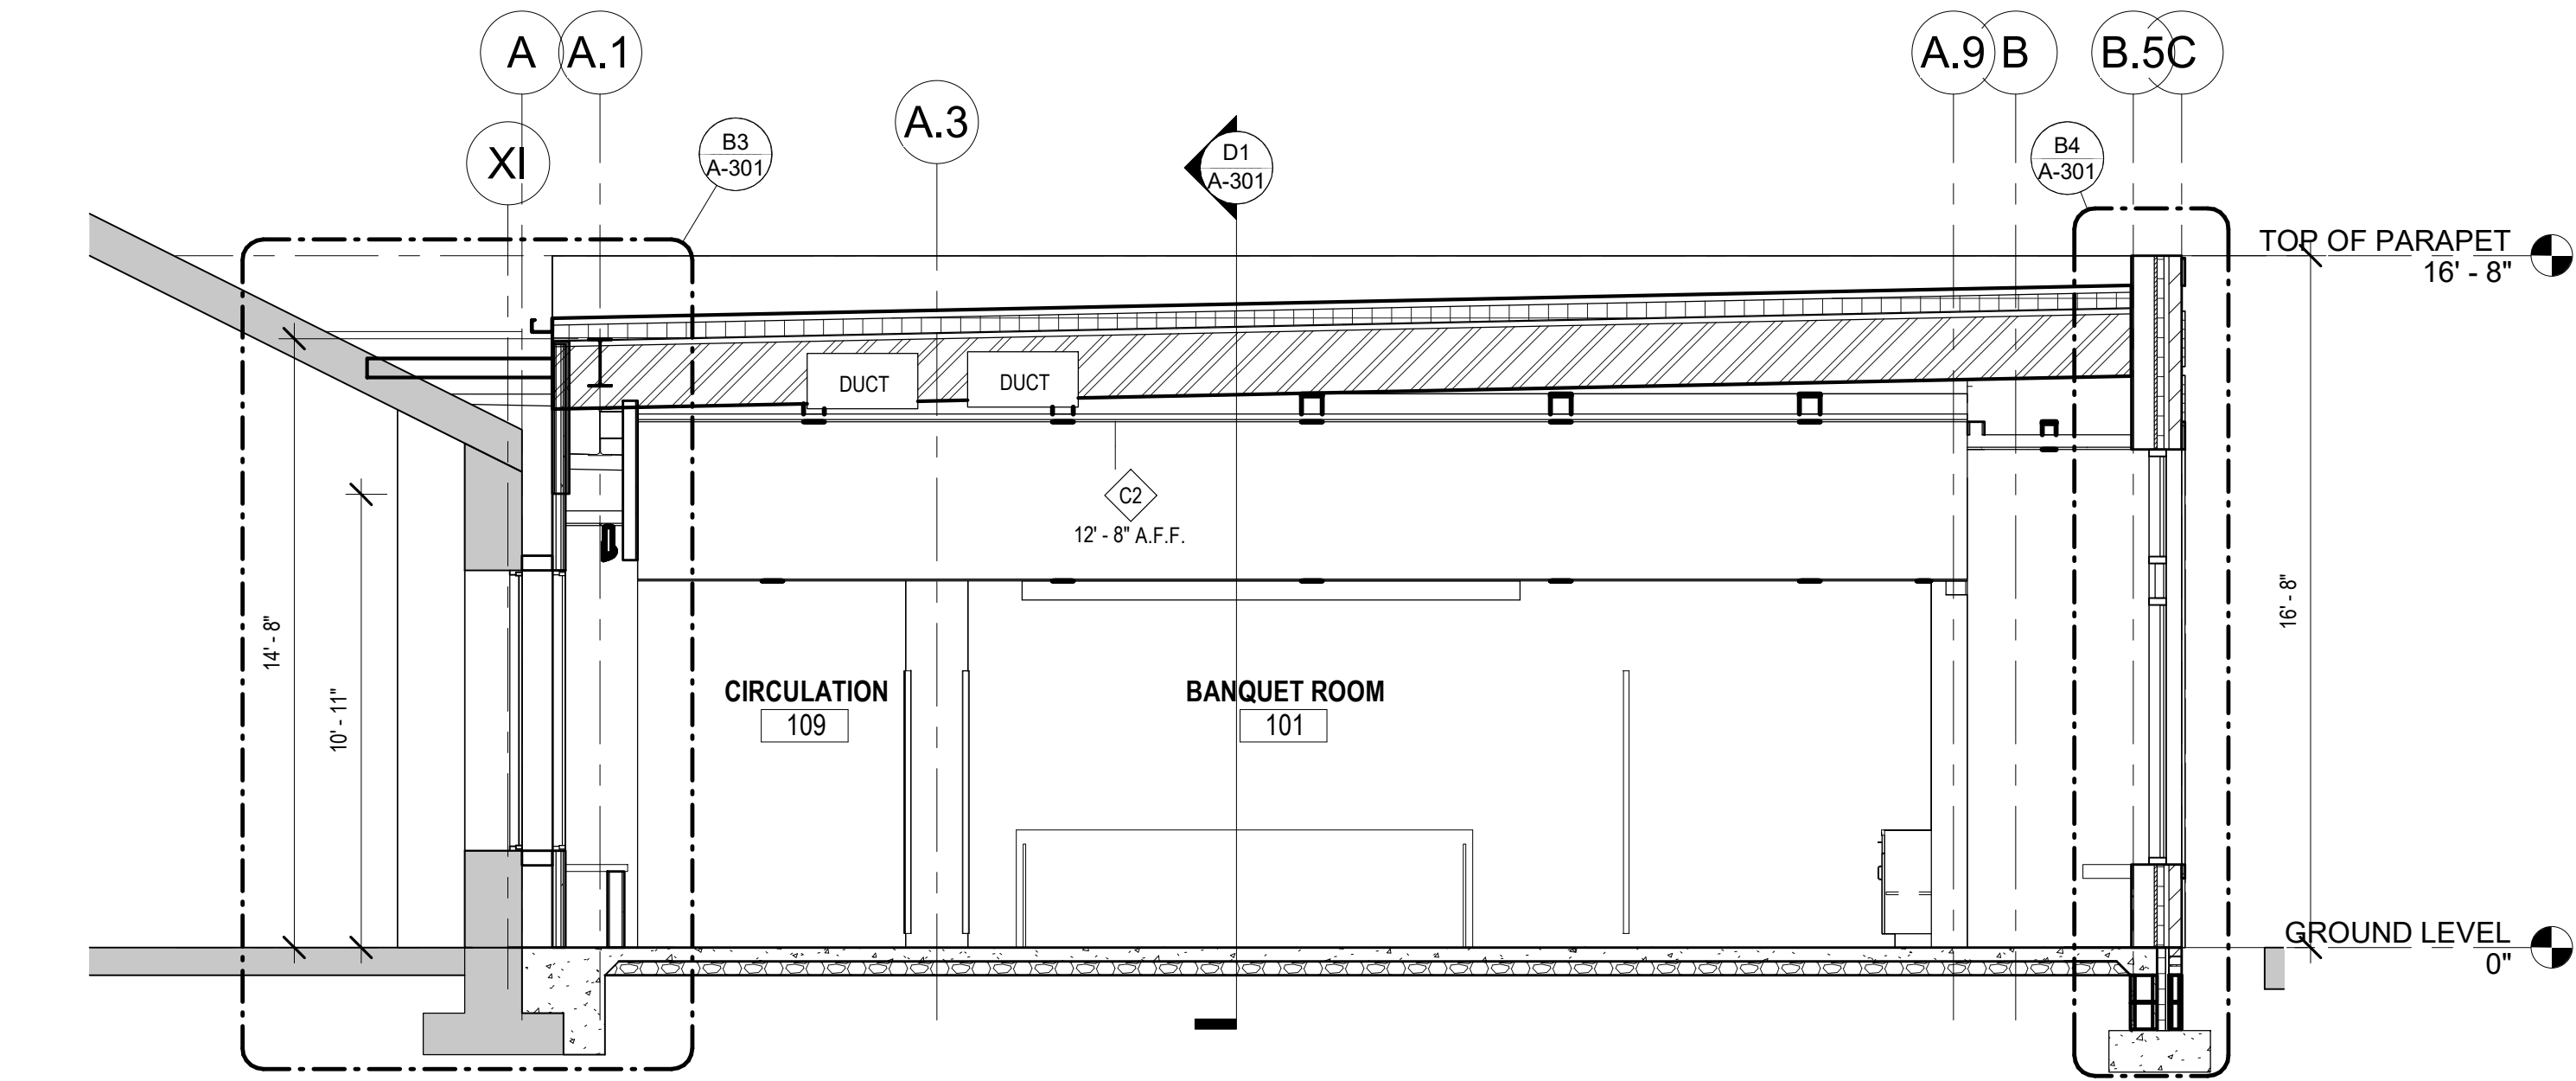 A
A.1
A.9
B
B.5
C
XI
B3
A-301
A.3
D1
A-301
B4
A-301
TOP OF PARAPET
16' - 8"
DUCT
DUCT
C2
12' - 8" A.F.F.
14' - 8"
10' - 11"
16' - 8"
CIRCULATION
109
BANQUET ROOM
101
GROUND LEVEL
0"